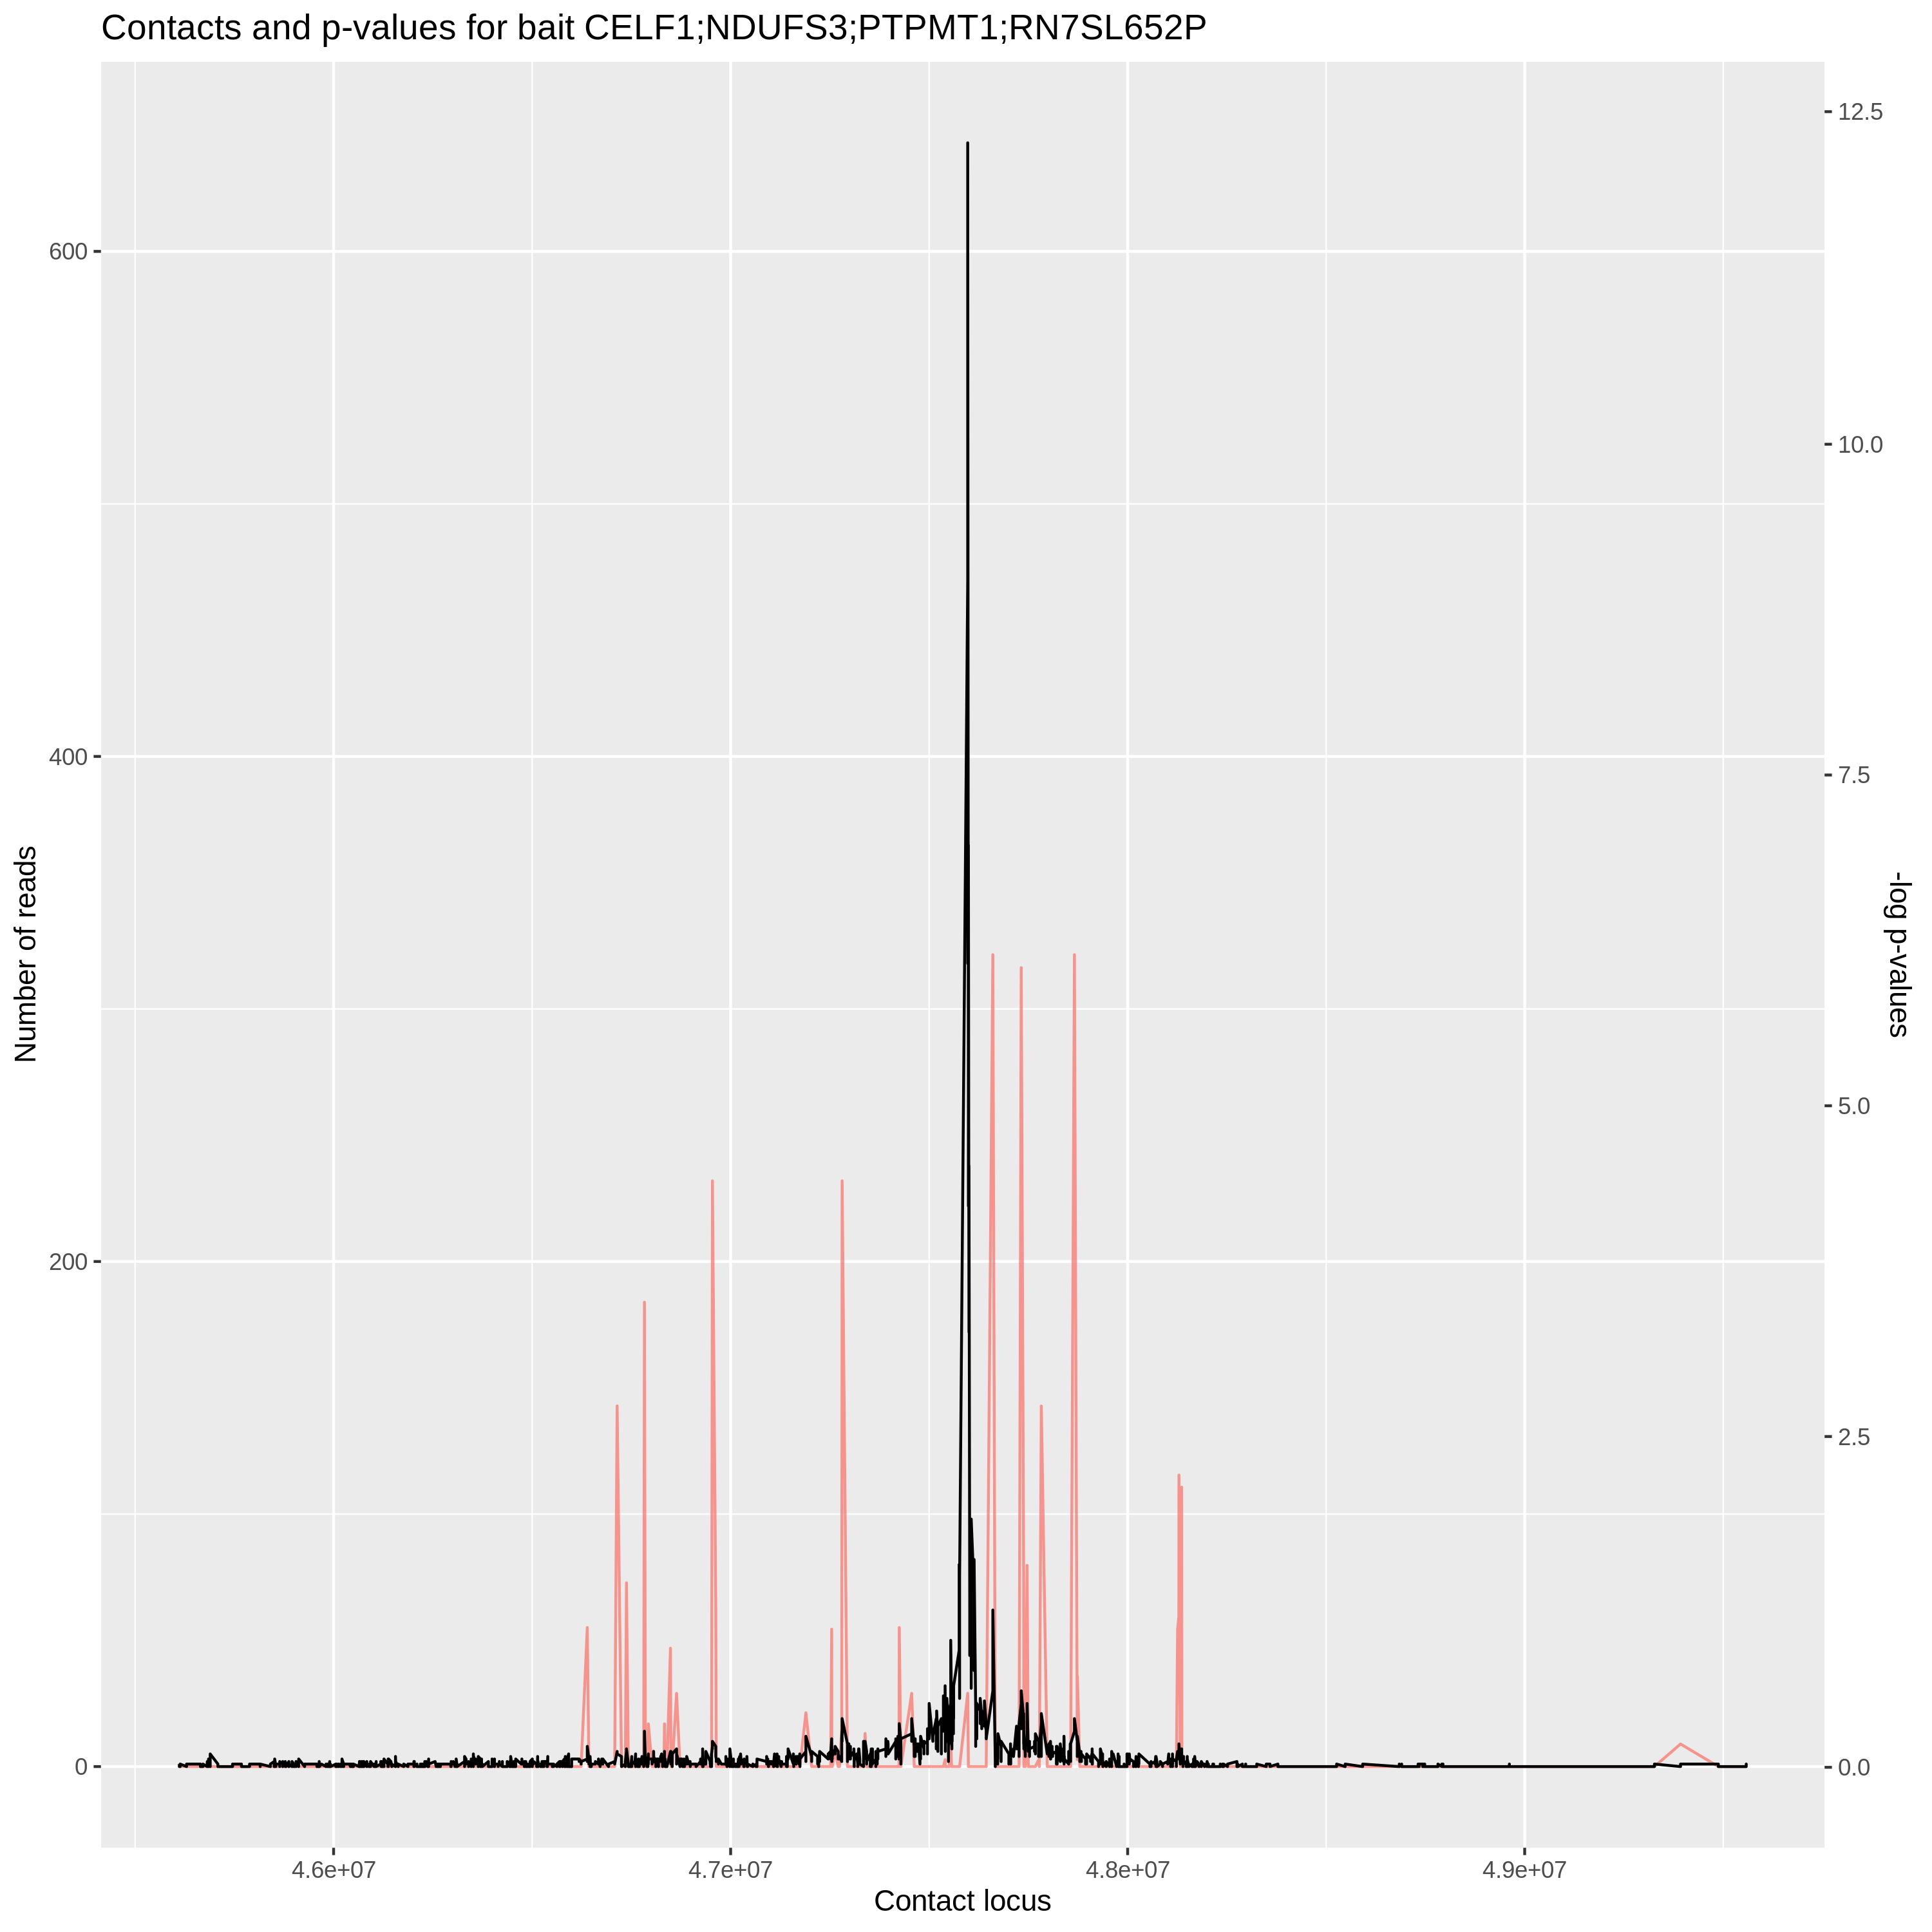 Contacts and p-values for bait CELF1;NDUFS3;PTPMT1;RN7SL652P
12.5
600
10.0
400
7.5
Number of reads
-log p-values
5.0
200
2.5
0
0.0
4.6e+07
4.7e+07
4.8e+07
4.9e+07
Contact locus